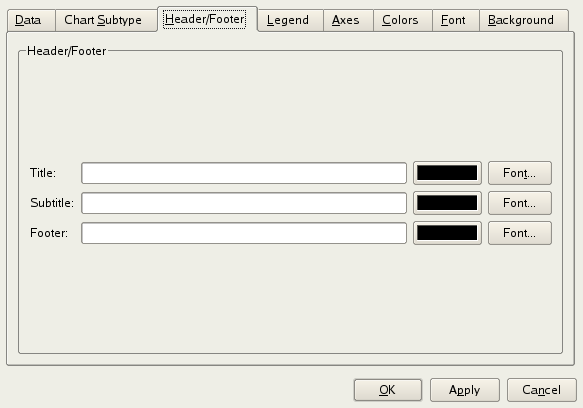 Data Chart Subtype Header/Footer Legend Axes Colors Font Background
Header/Footer
Title: Font...
Subtitle: Font...
Footer: Font...
OK Apply Cancel